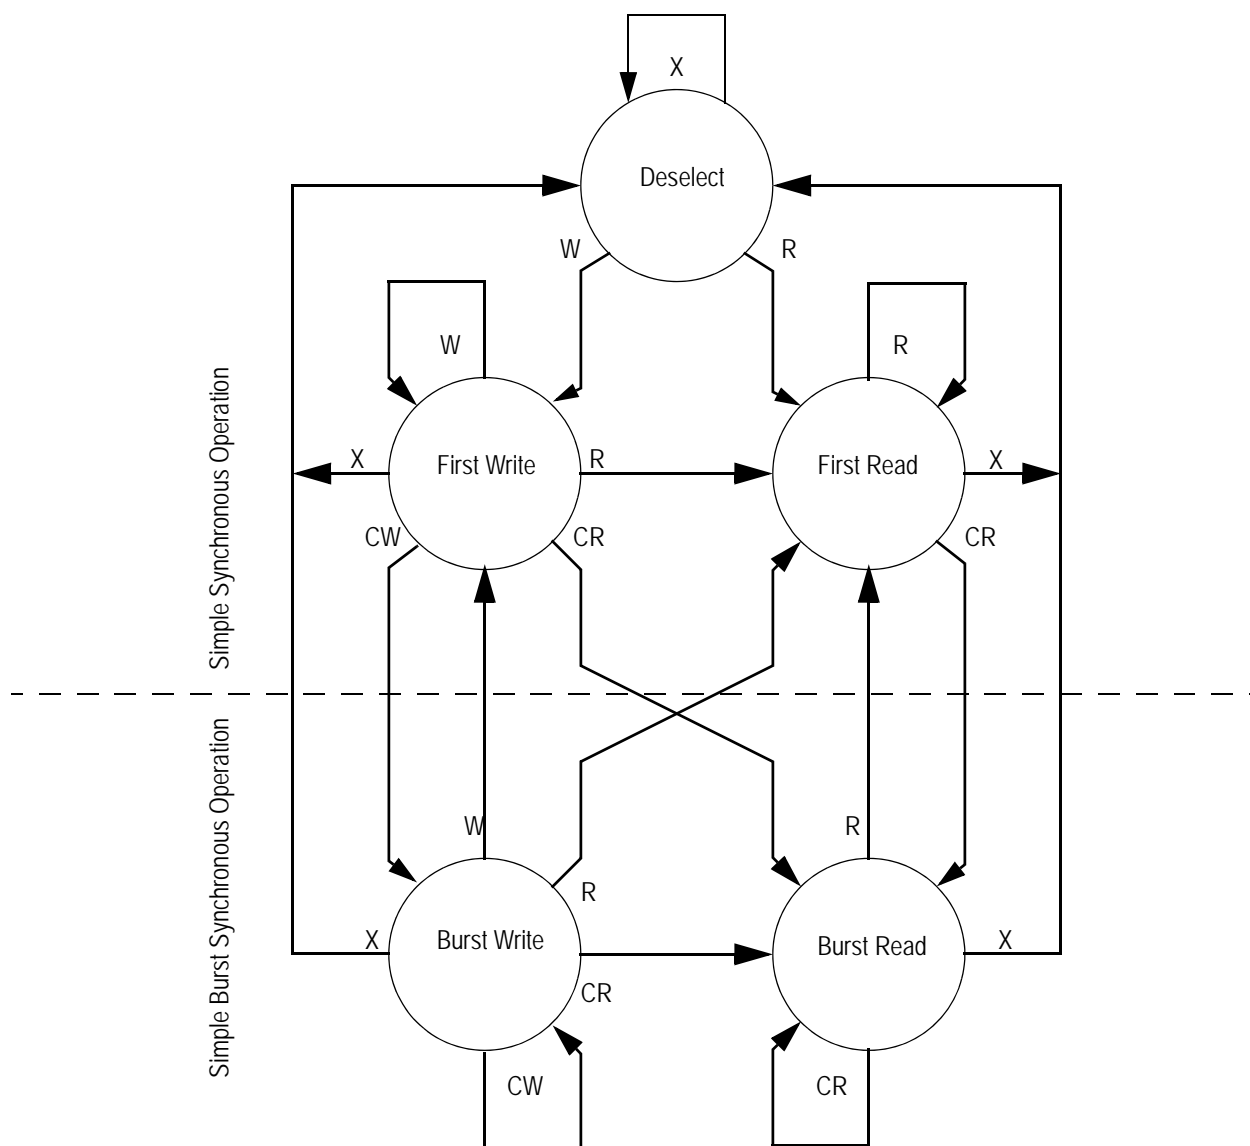 X
Deselect
W
R
W
R
Simple Synchronous Operation
X
First Write
R
First Read
X
CW
CR
CR
Simple Burst Synchronous Operation
W
R
R
X
Burst Write
Burst Read
X
CR
CW
CR